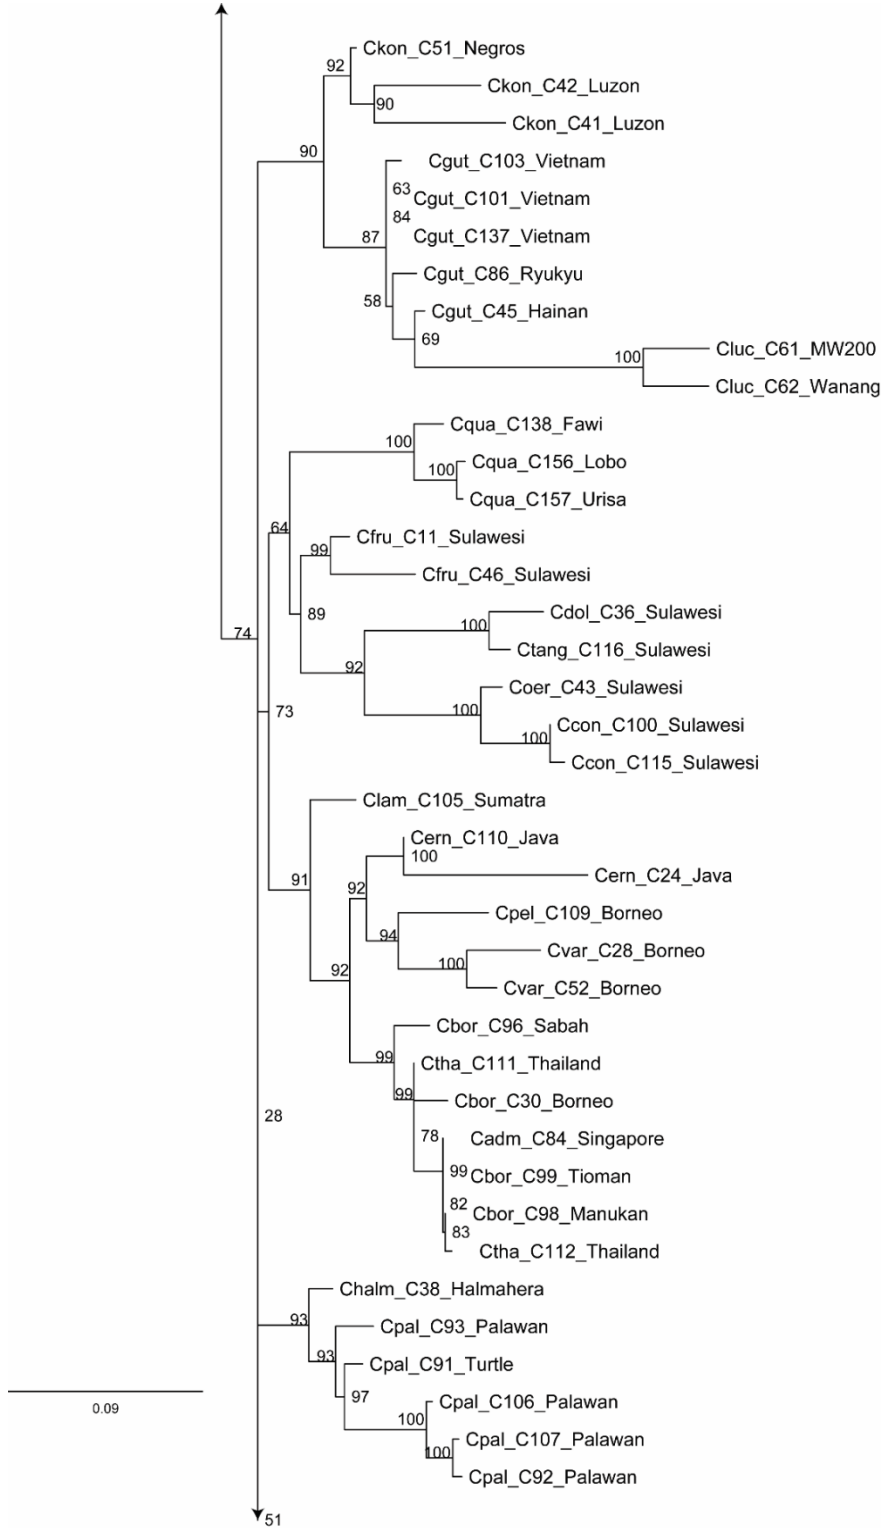 Ckon_C51_Negros
92
Ckon_C42_Luzon
90
Ckon_C41_Luzon
90
Cgut_C103_Vietnam
63
Cgut_C101_Vietnam
84
87
Cgut_C137_Vietnam
Cgut_C86_Ryukyu
58
Cgut_C45_Hainan
69
Cluc_C61_MW200
100
Cluc_C62_Wanang
Cqua_C138_Fawi
100
Cqua_C156_Lobo
100
Cqua_C157_Urisa
64
Cfru_C11_Sulawesi
99
Cfru_C46_Sulawesi
89
Cdol_C36_Sulawesi
100
74
Ctang_C116_Sulawesi
92
Coer_C43_Sulawesi
100
73
Ccon_C100_Sulawesi
100
Ccon_C115_Sulawesi
Clam_C105_Sumatra
Cern_C110_Java
100
91
Cern_C24_Java
92
Cpel_C109_Borneo
94
Cvar_C28_Borneo
100
92
Cvar_C52_Borneo
Cbor_C96_Sabah
99
Ctha_C111_Thailand
99
Cbor_C30_Borneo
28
78
Cadm_C84_Singapore
99
Cbor_C99_Tioman
82
Cbor_C98_Manukan
83
Ctha_C112_Thailand
Chalm_C38_Halmahera
93
Cpal_C93_Palawan
93
Cpal_C91_Turtle
97
Cpal_C106_Palawan
0.09
100
Cpal_C107_Palawan
100
Cpal_C92_Palawan
51